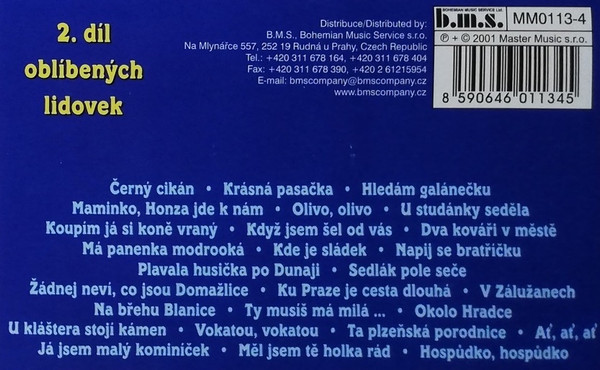 2. díl
oblíbených
lidovek
Distribuce/Distributed by:
B.M.S., Bohemian Music Service s.r.o.
Na Mlynářce 557, 252 19 Rudná u Prahy, Czech Republic
Tel.: +420 311 678 164, +420 311 678 404
Fax: +420 311 678 390, +420 2 61215954
E-mail: bmscompany@bmscompany.cz
www.bmscompany.cz
BOHEMIAN MUSIC SERVICE Ltd.
b.m.s.
MM0113-4
℗ + © 2001 Master Music s.r.o.
8 590646 011345
Černý cikán • Krásná pasačka • Hledám galánečku
Maminko, Honza jde k nám • Olivo, olivo • U studánky seděla
Koupím já si koně vraný • Když jsem šel od vás • Dva kováři v městě
Má panenka modrooká • Kde je sládek • Napij se bratříčku
Plavala husička po Dunaji • Sedlák pole seče
Žádnej neví, co jsou Domažlice • Ku Praze je cesta dlouhá • V Zálužanech
Na břehu Blanice • Ty musíš má milá ... • Okolo Hradce
U kláštera stojí kámen • Vokatou, vokatou • Ta plzeňská porodnice • Ať, ať, ať
Já jsem malý kominíček • Měl jsem tě holka rád • Hospůdko, hospůdko